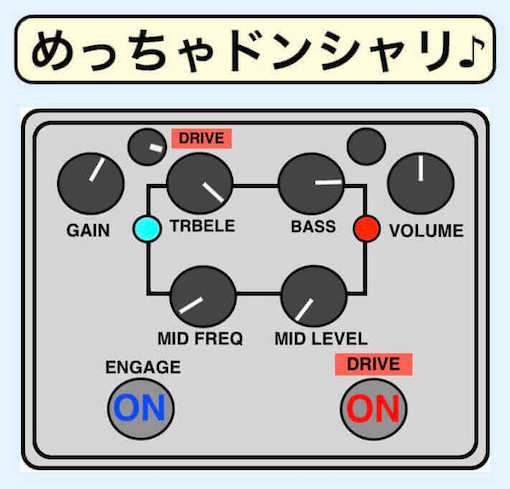 めっちゃドンシャリ♪
DRIVE
GAIN
TRBELE
BASS
VOLUME
MID FREQ
MID LEVEL
ENGAGE
DRIVE
ON
ON